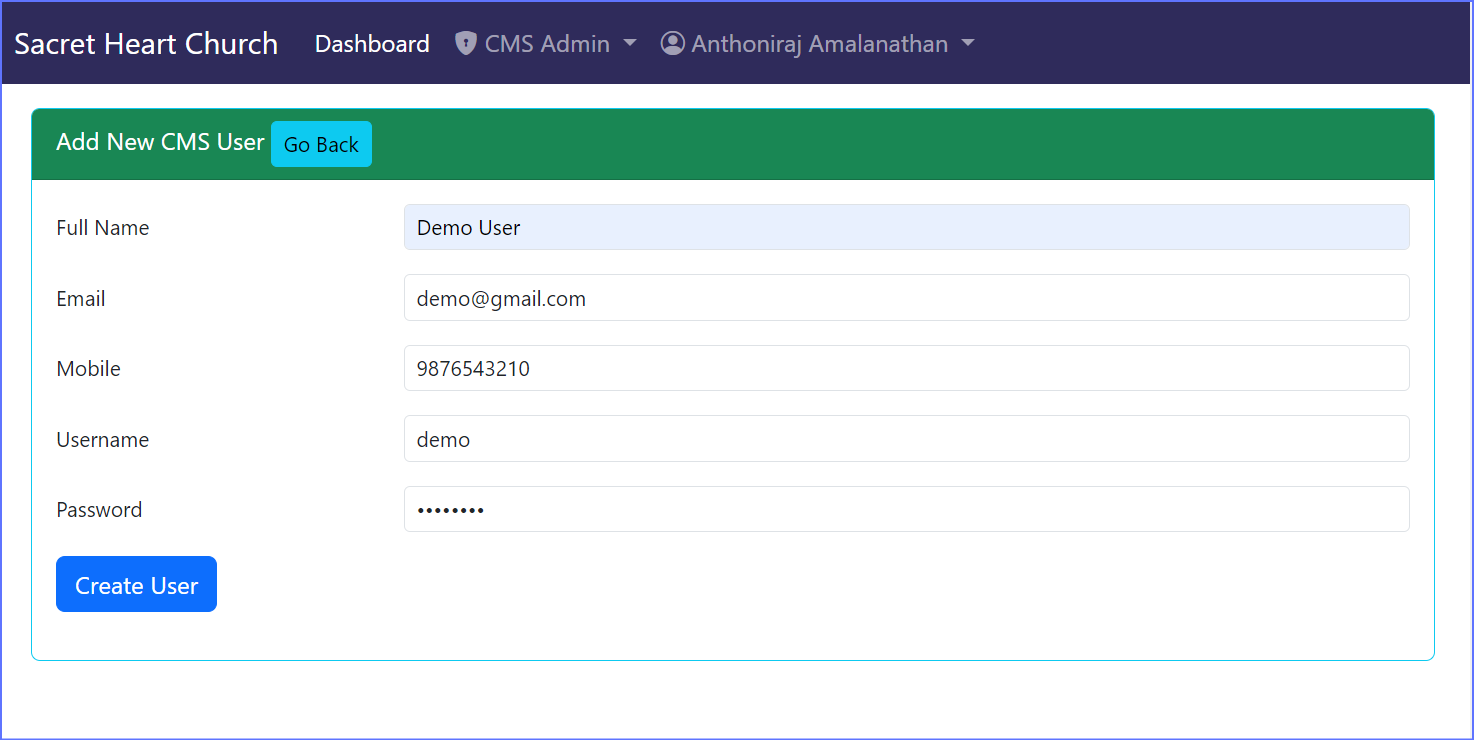 Sacret Heart Church Dashboard CMS Admin Anthoniraj Amalanathan
Add New CMS User Go Back
Full Name Demo User
Email demo@gmail.com
Mobile 9876543210
Username demo
Password ••••••••
Create User